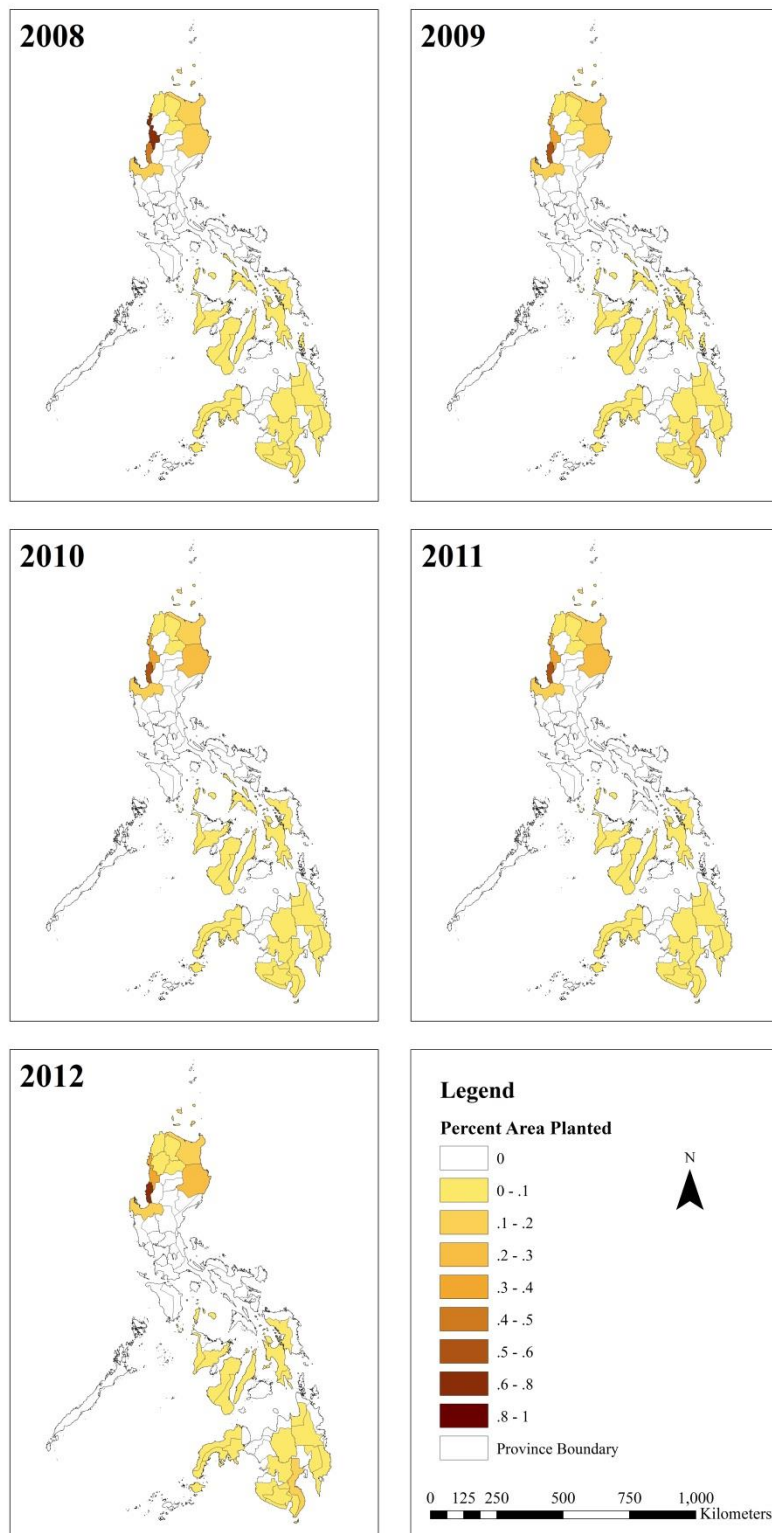 2008
2009
2010
2011
2012
Legend
Percent Area Planted
0
0 - .1
.1 - .2
.2 - .3
.3 - .4
.4 - .5
.5 - .6
.6 - .8
.8 - 1
Province Boundary
N
0 125 250 500 750 1,000
Kilometers